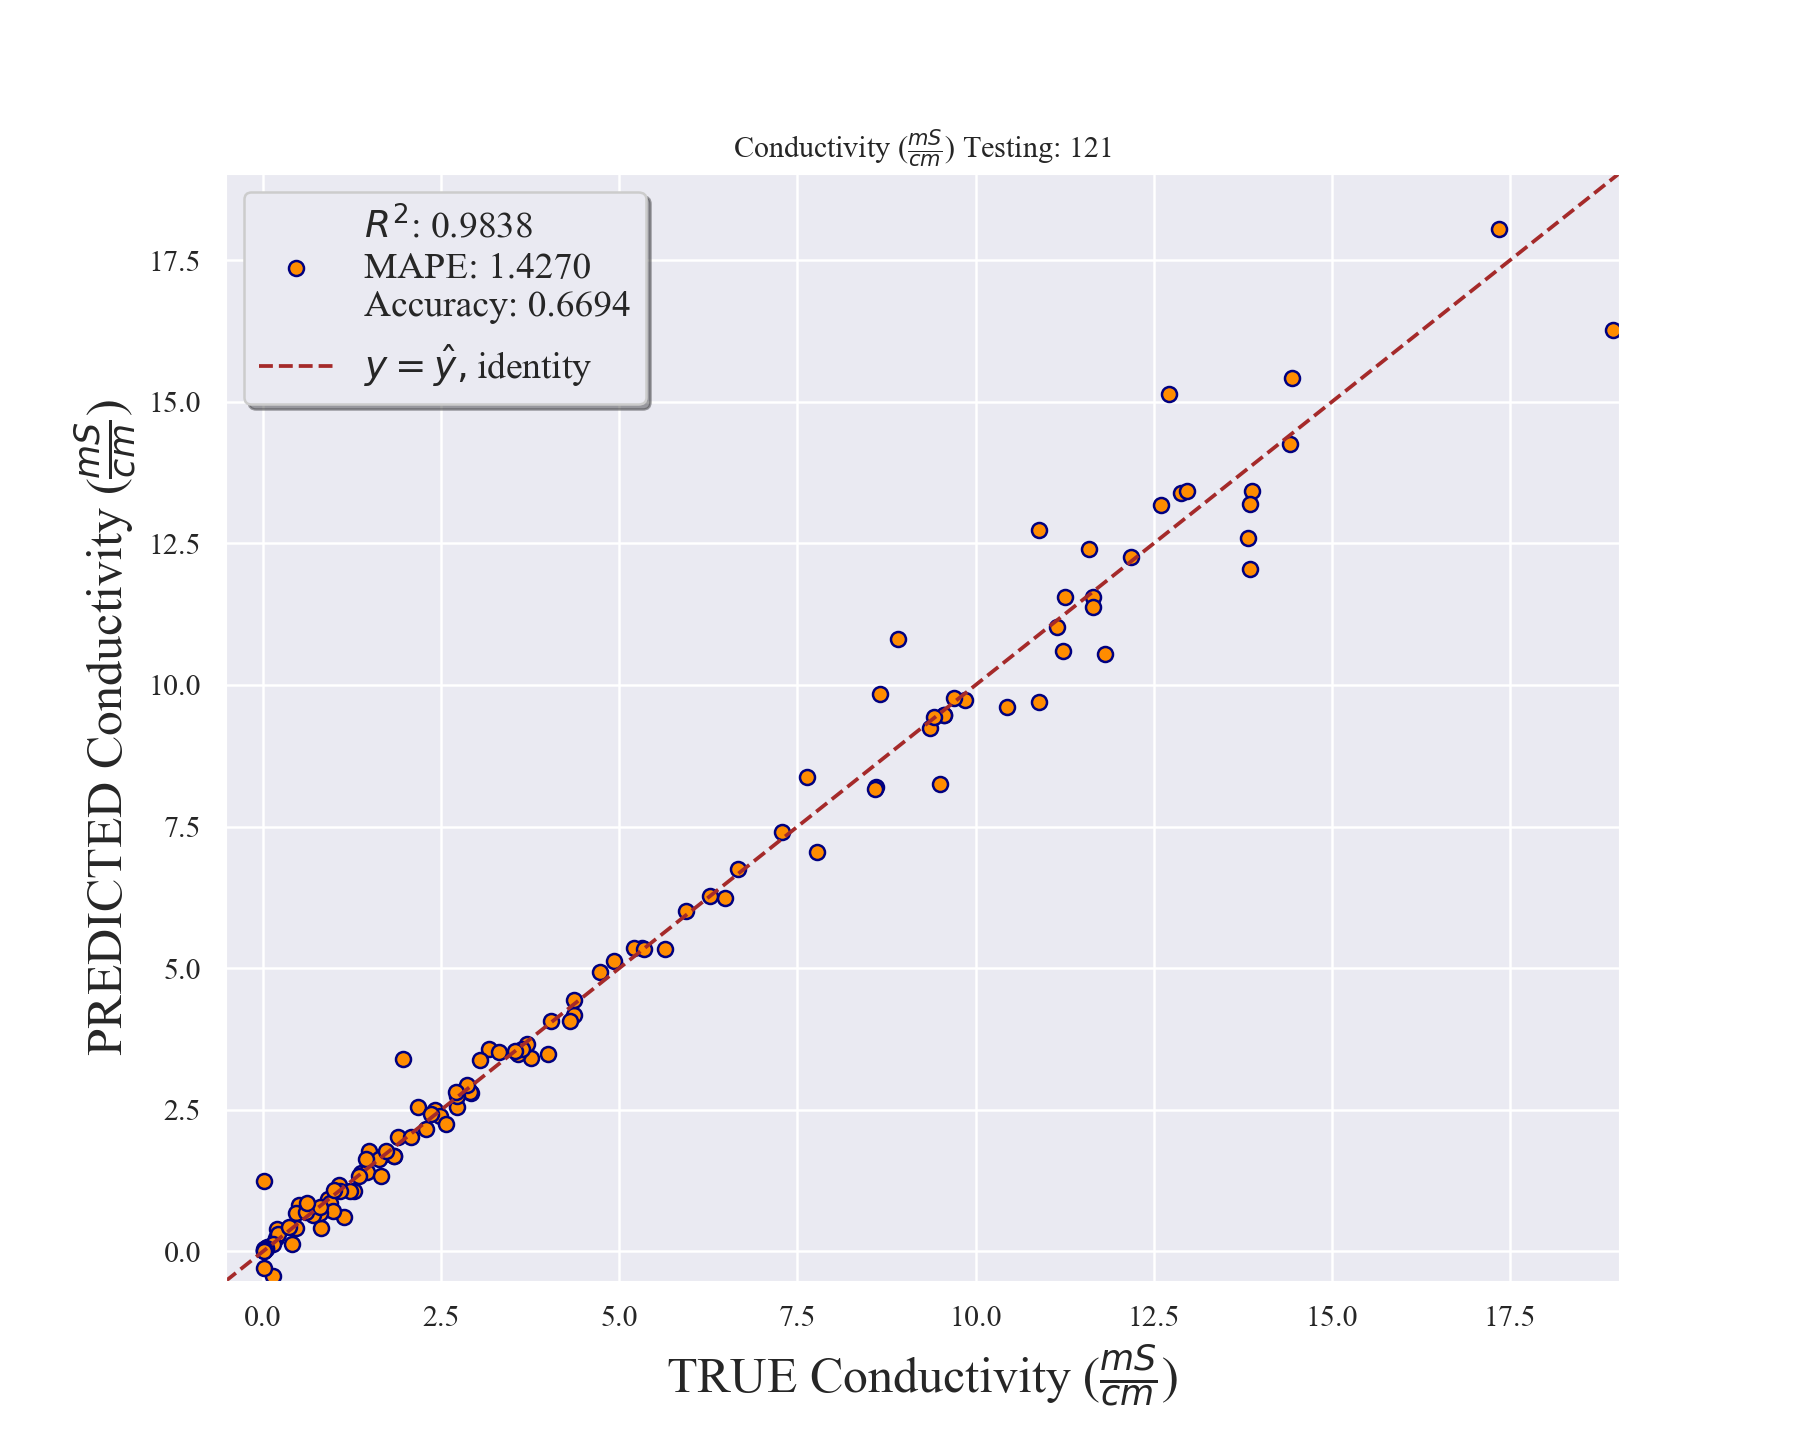 Conductivity (mS/cm) Testing: 121
R²: 0.9838
MAPE: 1.4270
Accuracy: 0.6694
y = ŷ, identity
PREDICTED Conductivity (mS/cm)
17.5
15.0
12.5
10.0
7.5
5.0
2.5
0.0
0.0 2.5 5.0 7.5 10.0 12.5 15.0 17.5
TRUE Conductivity (mS/cm)